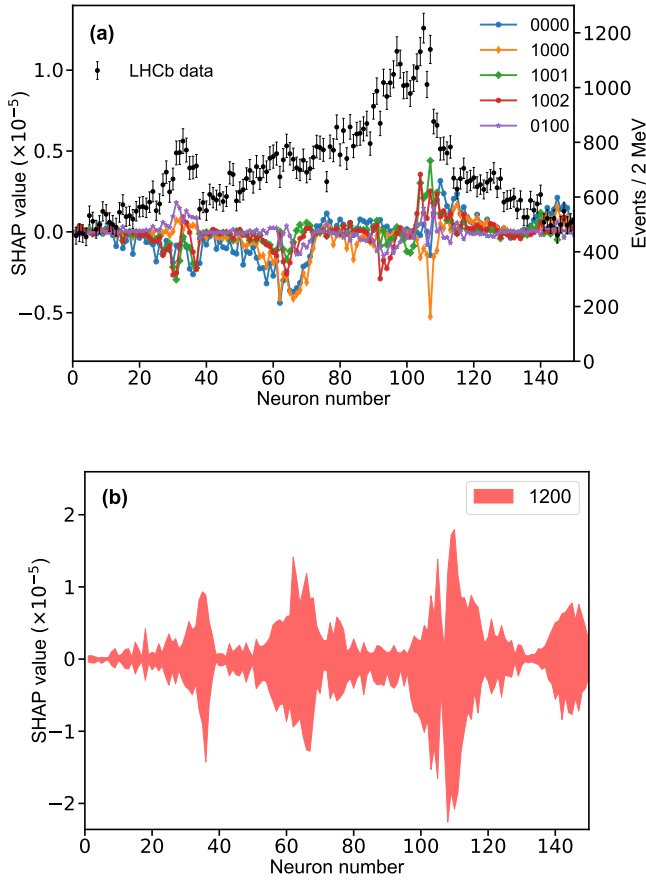 (a)
LHCb data
0000
1000
1001
1002
0100
SHAP value (×10⁻⁵)
1.0
0.5
0.0
−0.5
1200
1000
800
600
400
200
0
Events / 2 MeV
0 20 40 60 80 100 120 140
Neuron number
(b)
1200
SHAP value (×10⁻⁵)
2
1
0
−1
−2
0 20 40 60 80 100 120 140
Neuron number